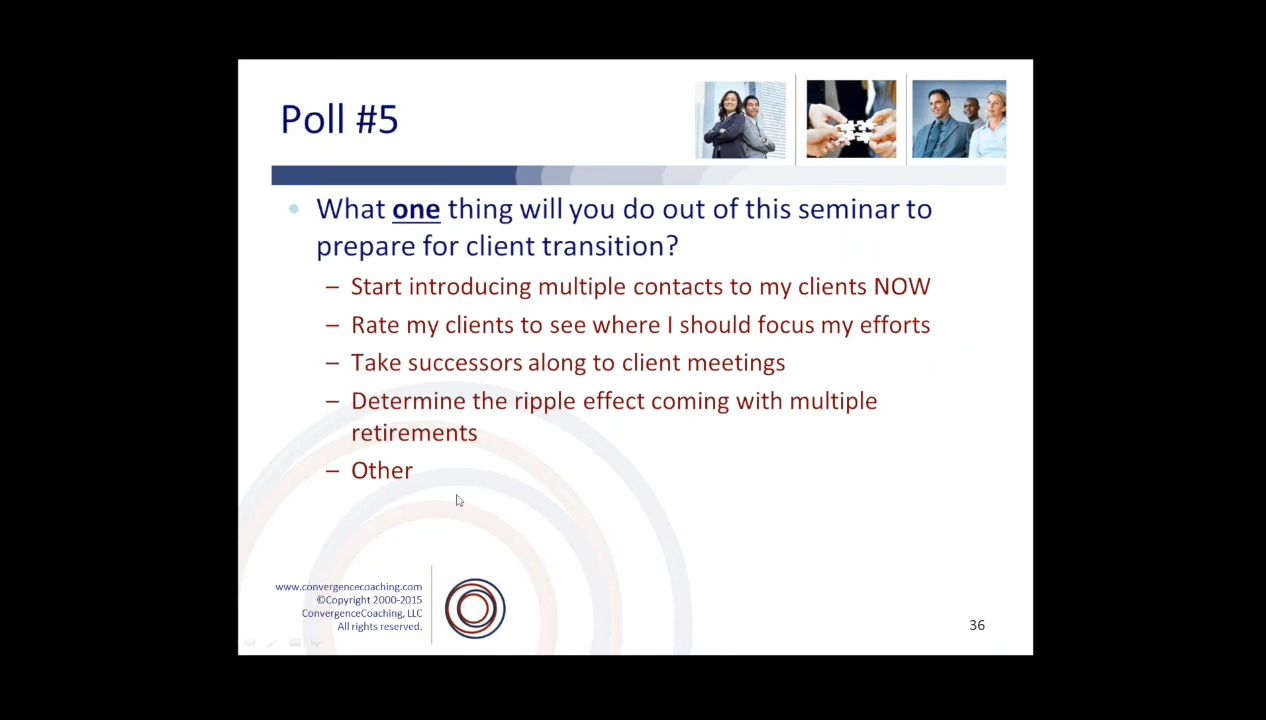 Poll #5
• What one thing will you do out of this seminar to
prepare for client transition?
– Start introducing multiple contacts to my clients NOW
– Rate my clients to see where I should focus my efforts
– Take successors along to client meetings
– Determine the ripple effect coming with multiple
retirements
– Other
www.convergencecoaching.com
©Copyright 2000-2015
ConvergenceCoaching, LLC
All rights reserved.
36